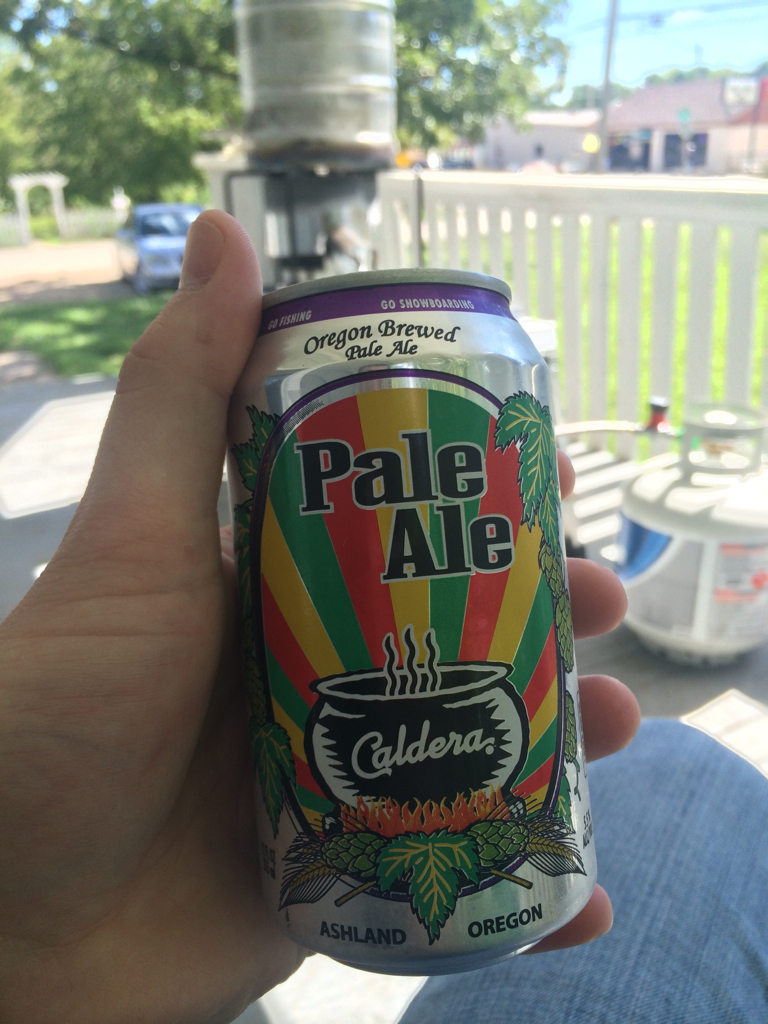 GO FISHING GO SNOWBOARDING
Oregon Brewed
Pale Ale
Pale
Ale
Caldera
ASHLAND OREGON